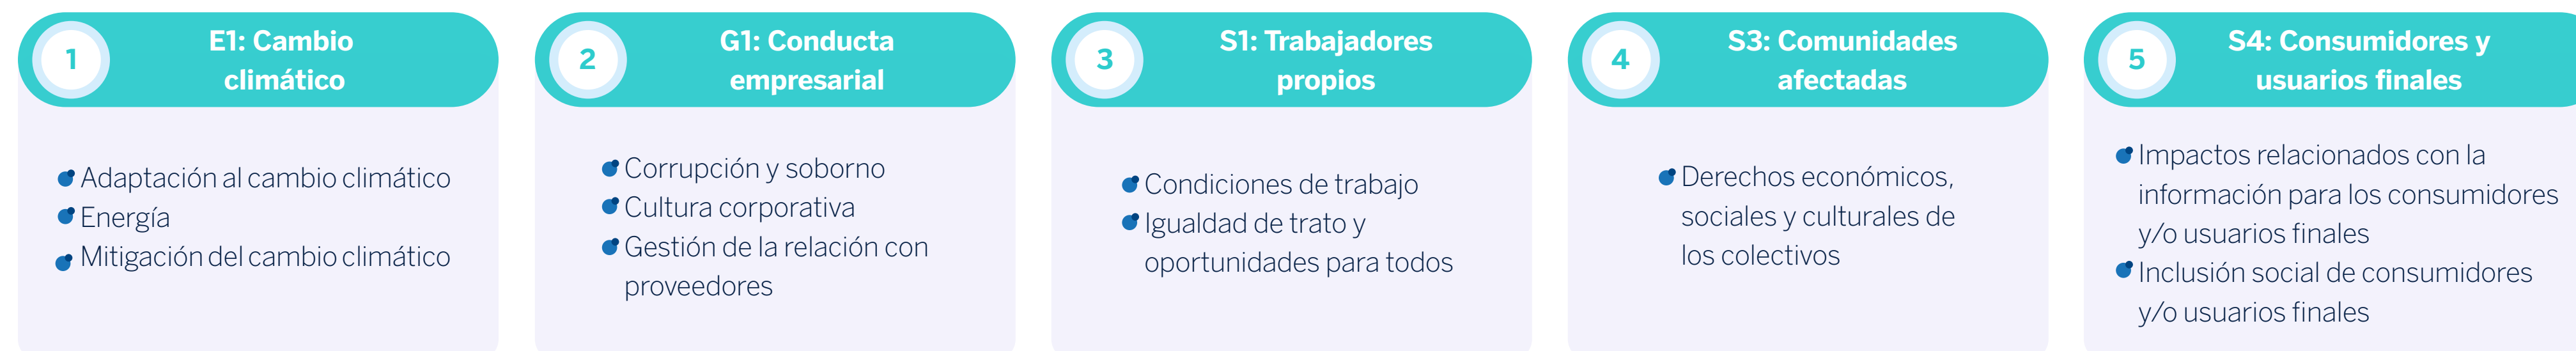 1
E1: Cambio
climático
Adaptación al cambio climático
Energía
Mitigación del cambio climático
2
G1: Conducta
empresarial
Corrupción y soborno
Cultura corporativa
Gestión de la relación con
proveedores
3
S1: Trabajadores
propios
Condiciones de trabajo
Igualdad de trato y
oportunidades para todos
4
S3: Comunidades
afectadas
Derechos económicos,
sociales y culturales de
los colectivos
5
S4: Consumidores y
usuarios finales
Impactos relacionados con la
información para los consumidores
y/o usuarios finales
Inclusión social de consumidores
y/o usuarios finales